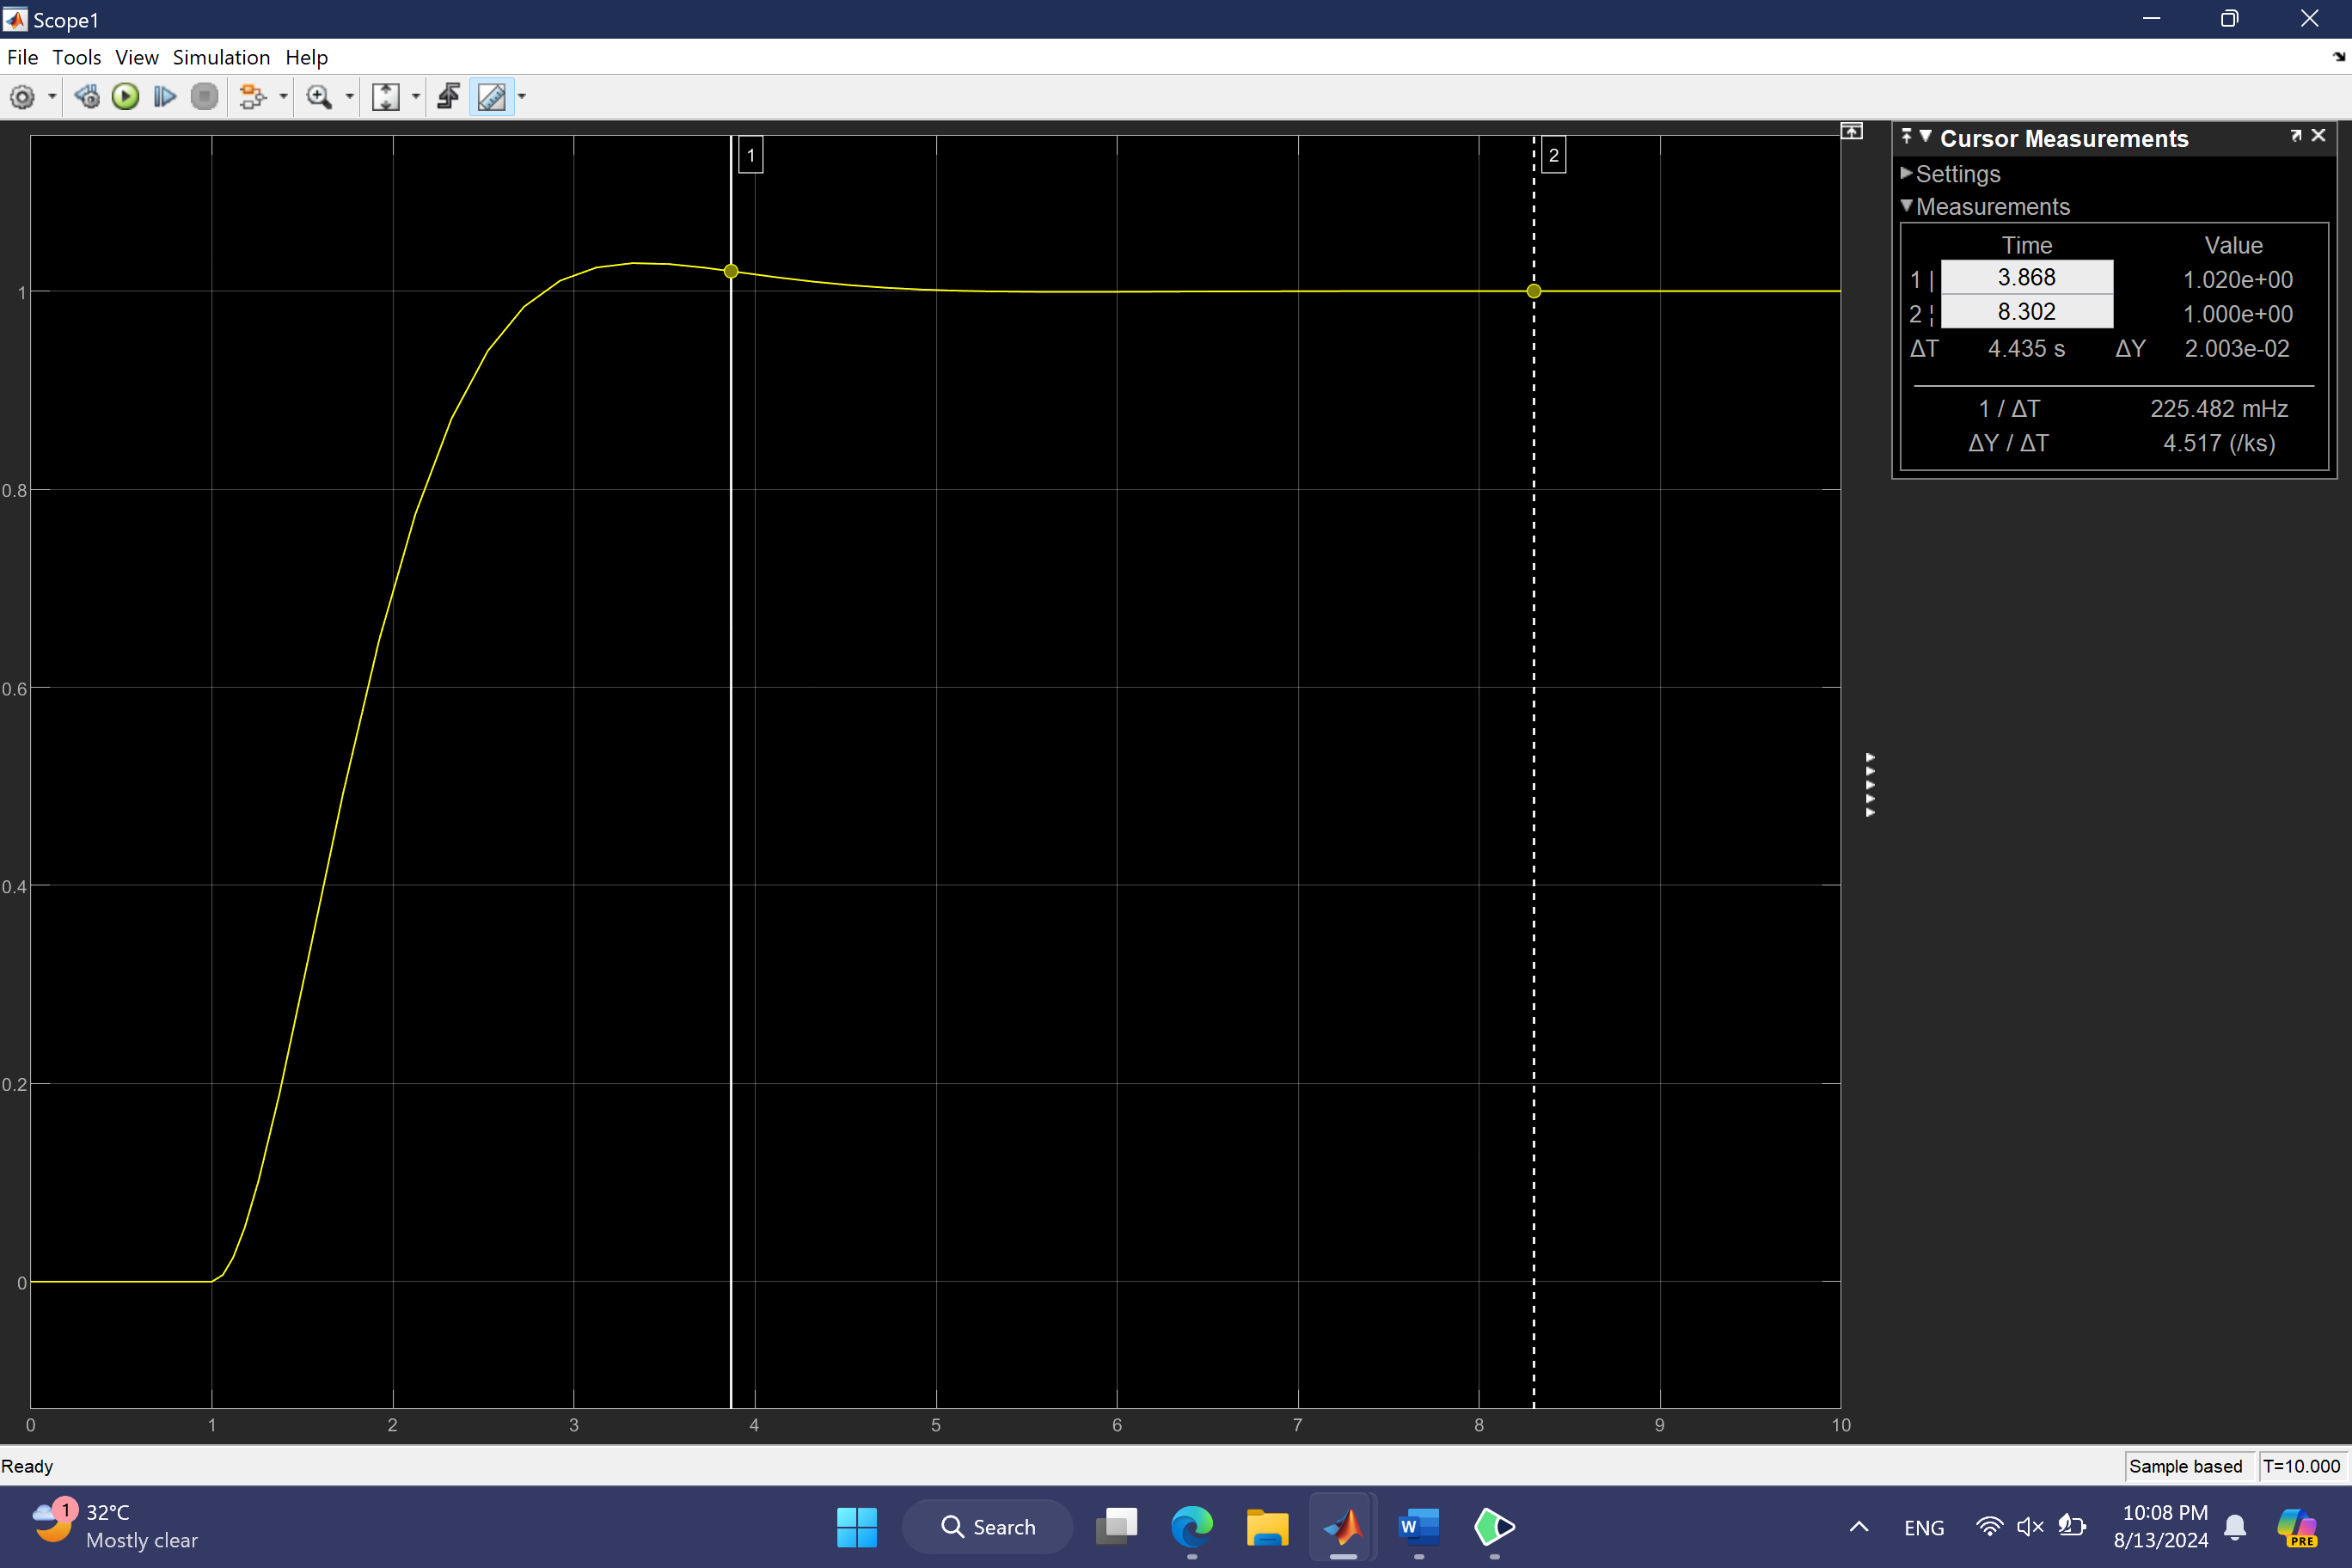 Scope1
File Tools View Simulation Help
1
2
1
0.8
0.6
0.4
0.2
0
0 1 2 3 4 5 6 7 8 9 10
Cursor Measurements
Settings
Measurements
Time Value
1 | 3.868 1.020e+00
2 ¦ 8.302 1.000e+00
ΔT 4.435 s ΔY 2.003e-02
1 / ΔT 225.482 mHz
ΔY / ΔT 4.517 (/ks)
Ready
Sample based T=10.000
1
32°C
Mostly clear
Search
W
ENG
10:08 PM
8/13/2024
PRE